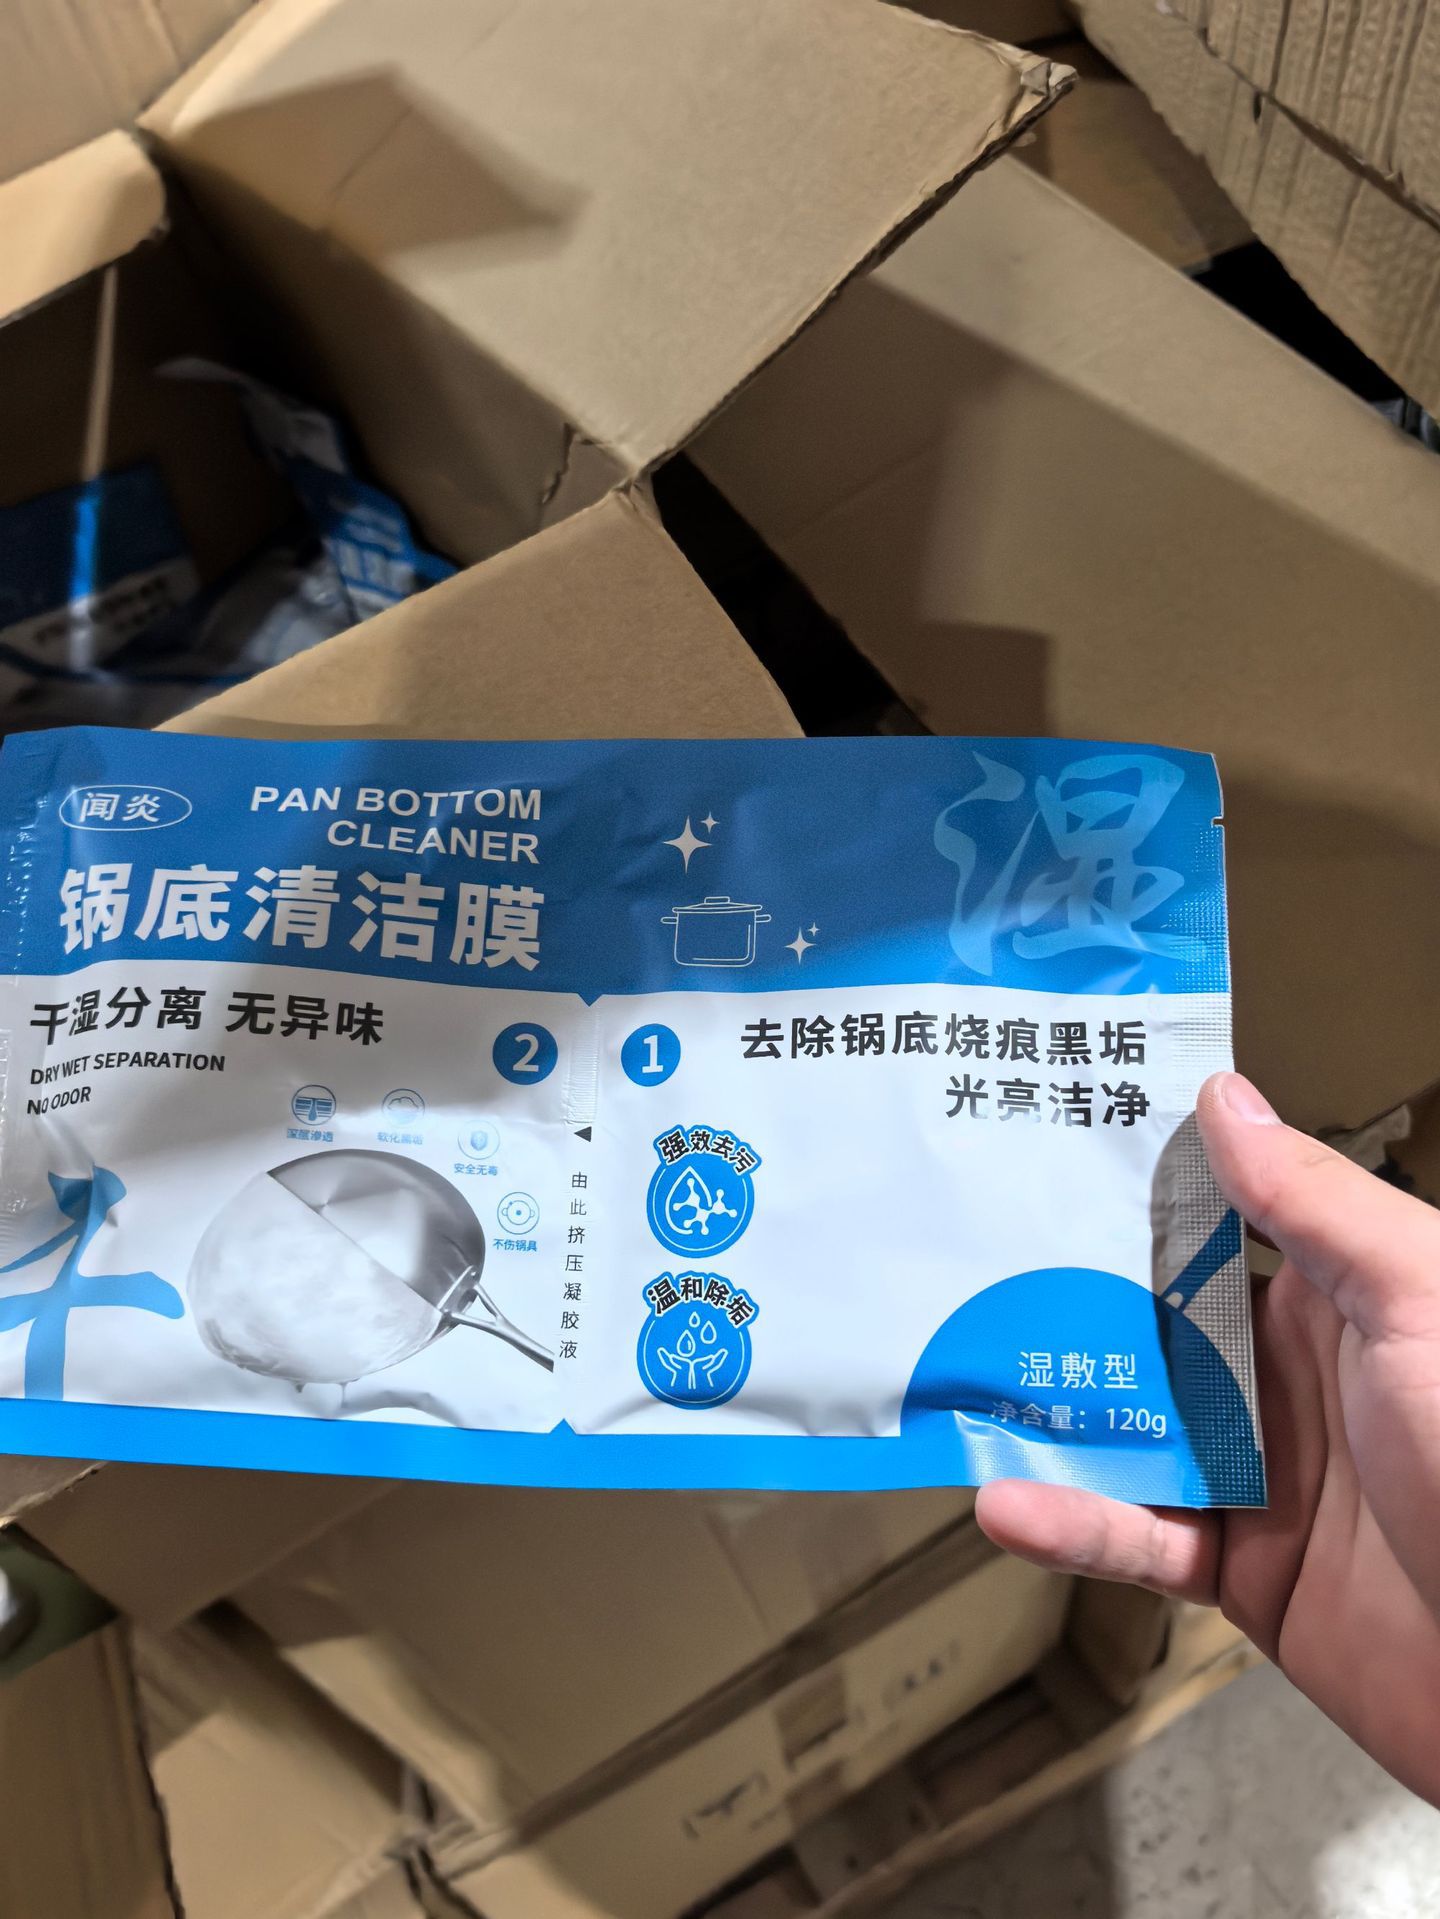 闻炎
PAN BOTTOM
CLEANER
锅底清洁膜
湿
干湿分离 无异味
DRY WET SEPARATION
NO ODOR
2
深层渗透
软化黑垢
安全无毒
不伤锅具
干
由此挤压凝胶液
1
去除锅底烧痕黑垢
光亮洁净
强效去污
温和除垢
湿敷型
净含量：120g